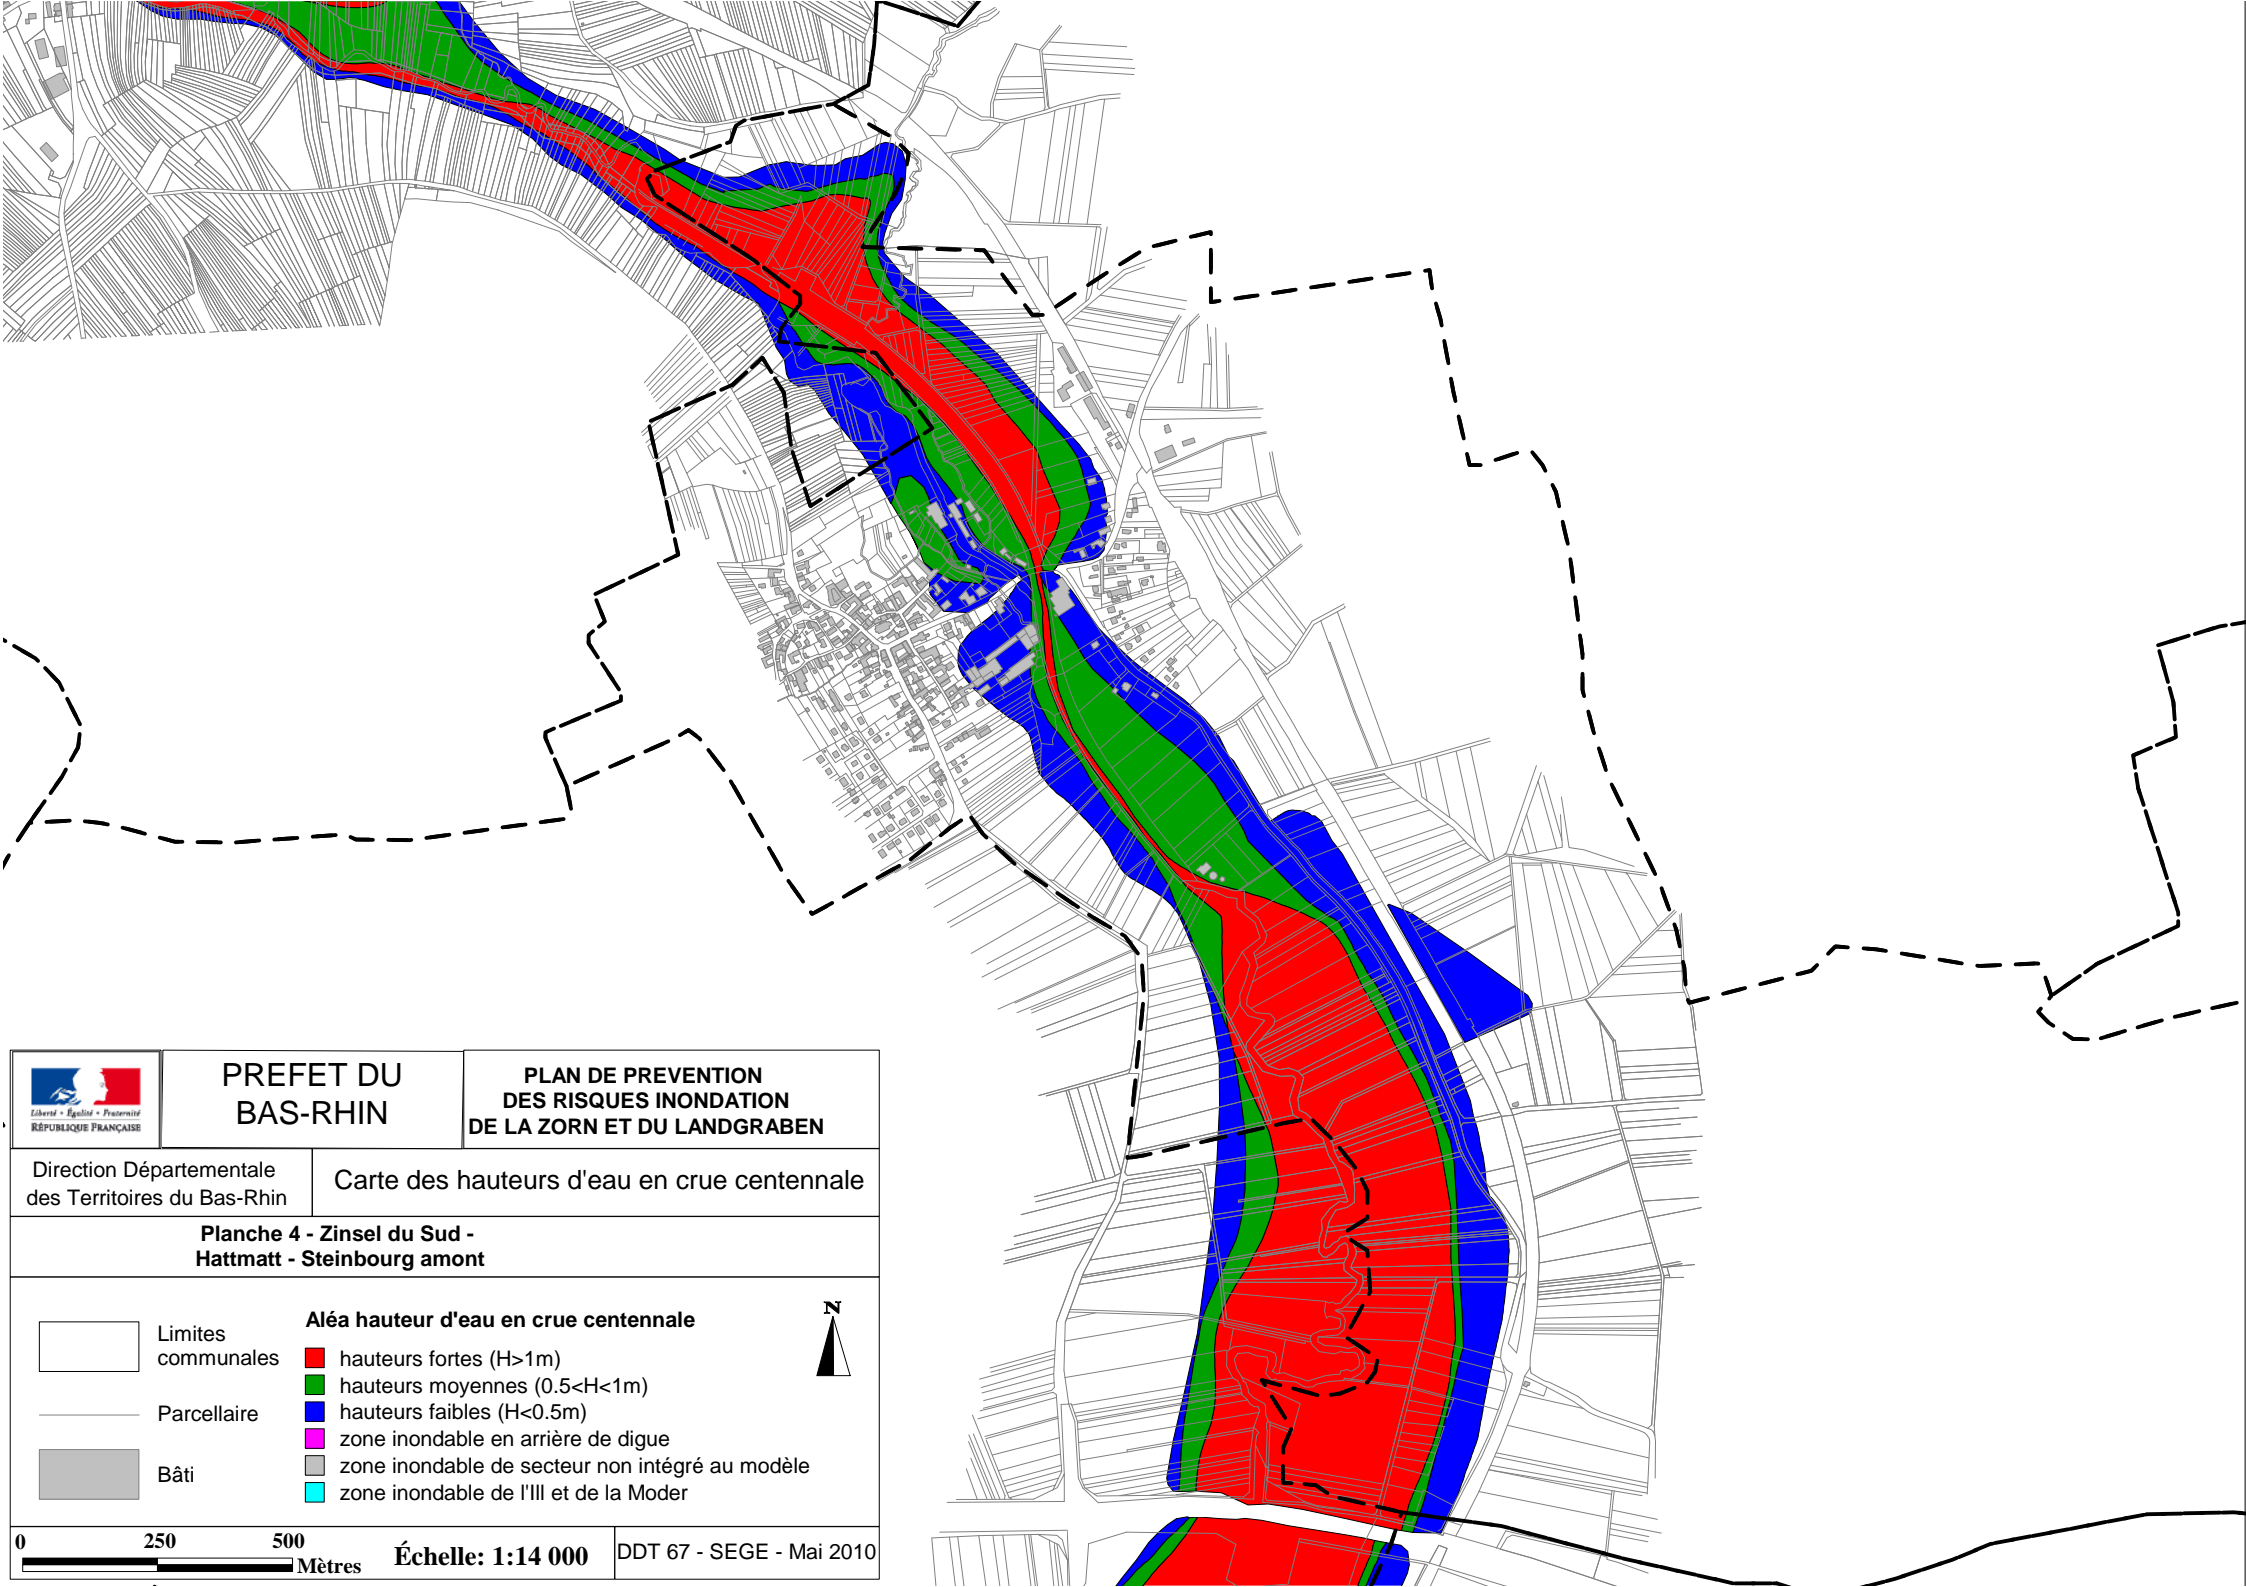 PREFET DU
BAS-RHIN
PLAN DE PREVENTION
DES RISQUES INONDATION
DE LA ZORN ET DU LANDGRABEN
Liberté • Égalité • Fraternité
RÉPUBLIQUE FRANÇAISE
Direction Départementale
des Territoires du Bas-Rhin
Carte des hauteurs d'eau en crue centennale
Planche 4 - Zinsel du Sud -
Hattmatt - Steinbourg amont
Limites
communales
Parcellaire
Bâti
Aléa hauteur d'eau en crue centennale
hauteurs fortes (H>1m)
hauteurs moyennes (0.5<H<1m)
hauteurs faibles (H<0.5m)
zone inondable en arrière de digue
zone inondable de secteur non intégré au modèle
zone inondable de l'Ill et de la Moder
N
0 250 500
Mètres
Échelle: 1:14 000
DDT 67 - SEGE - Mai 2010